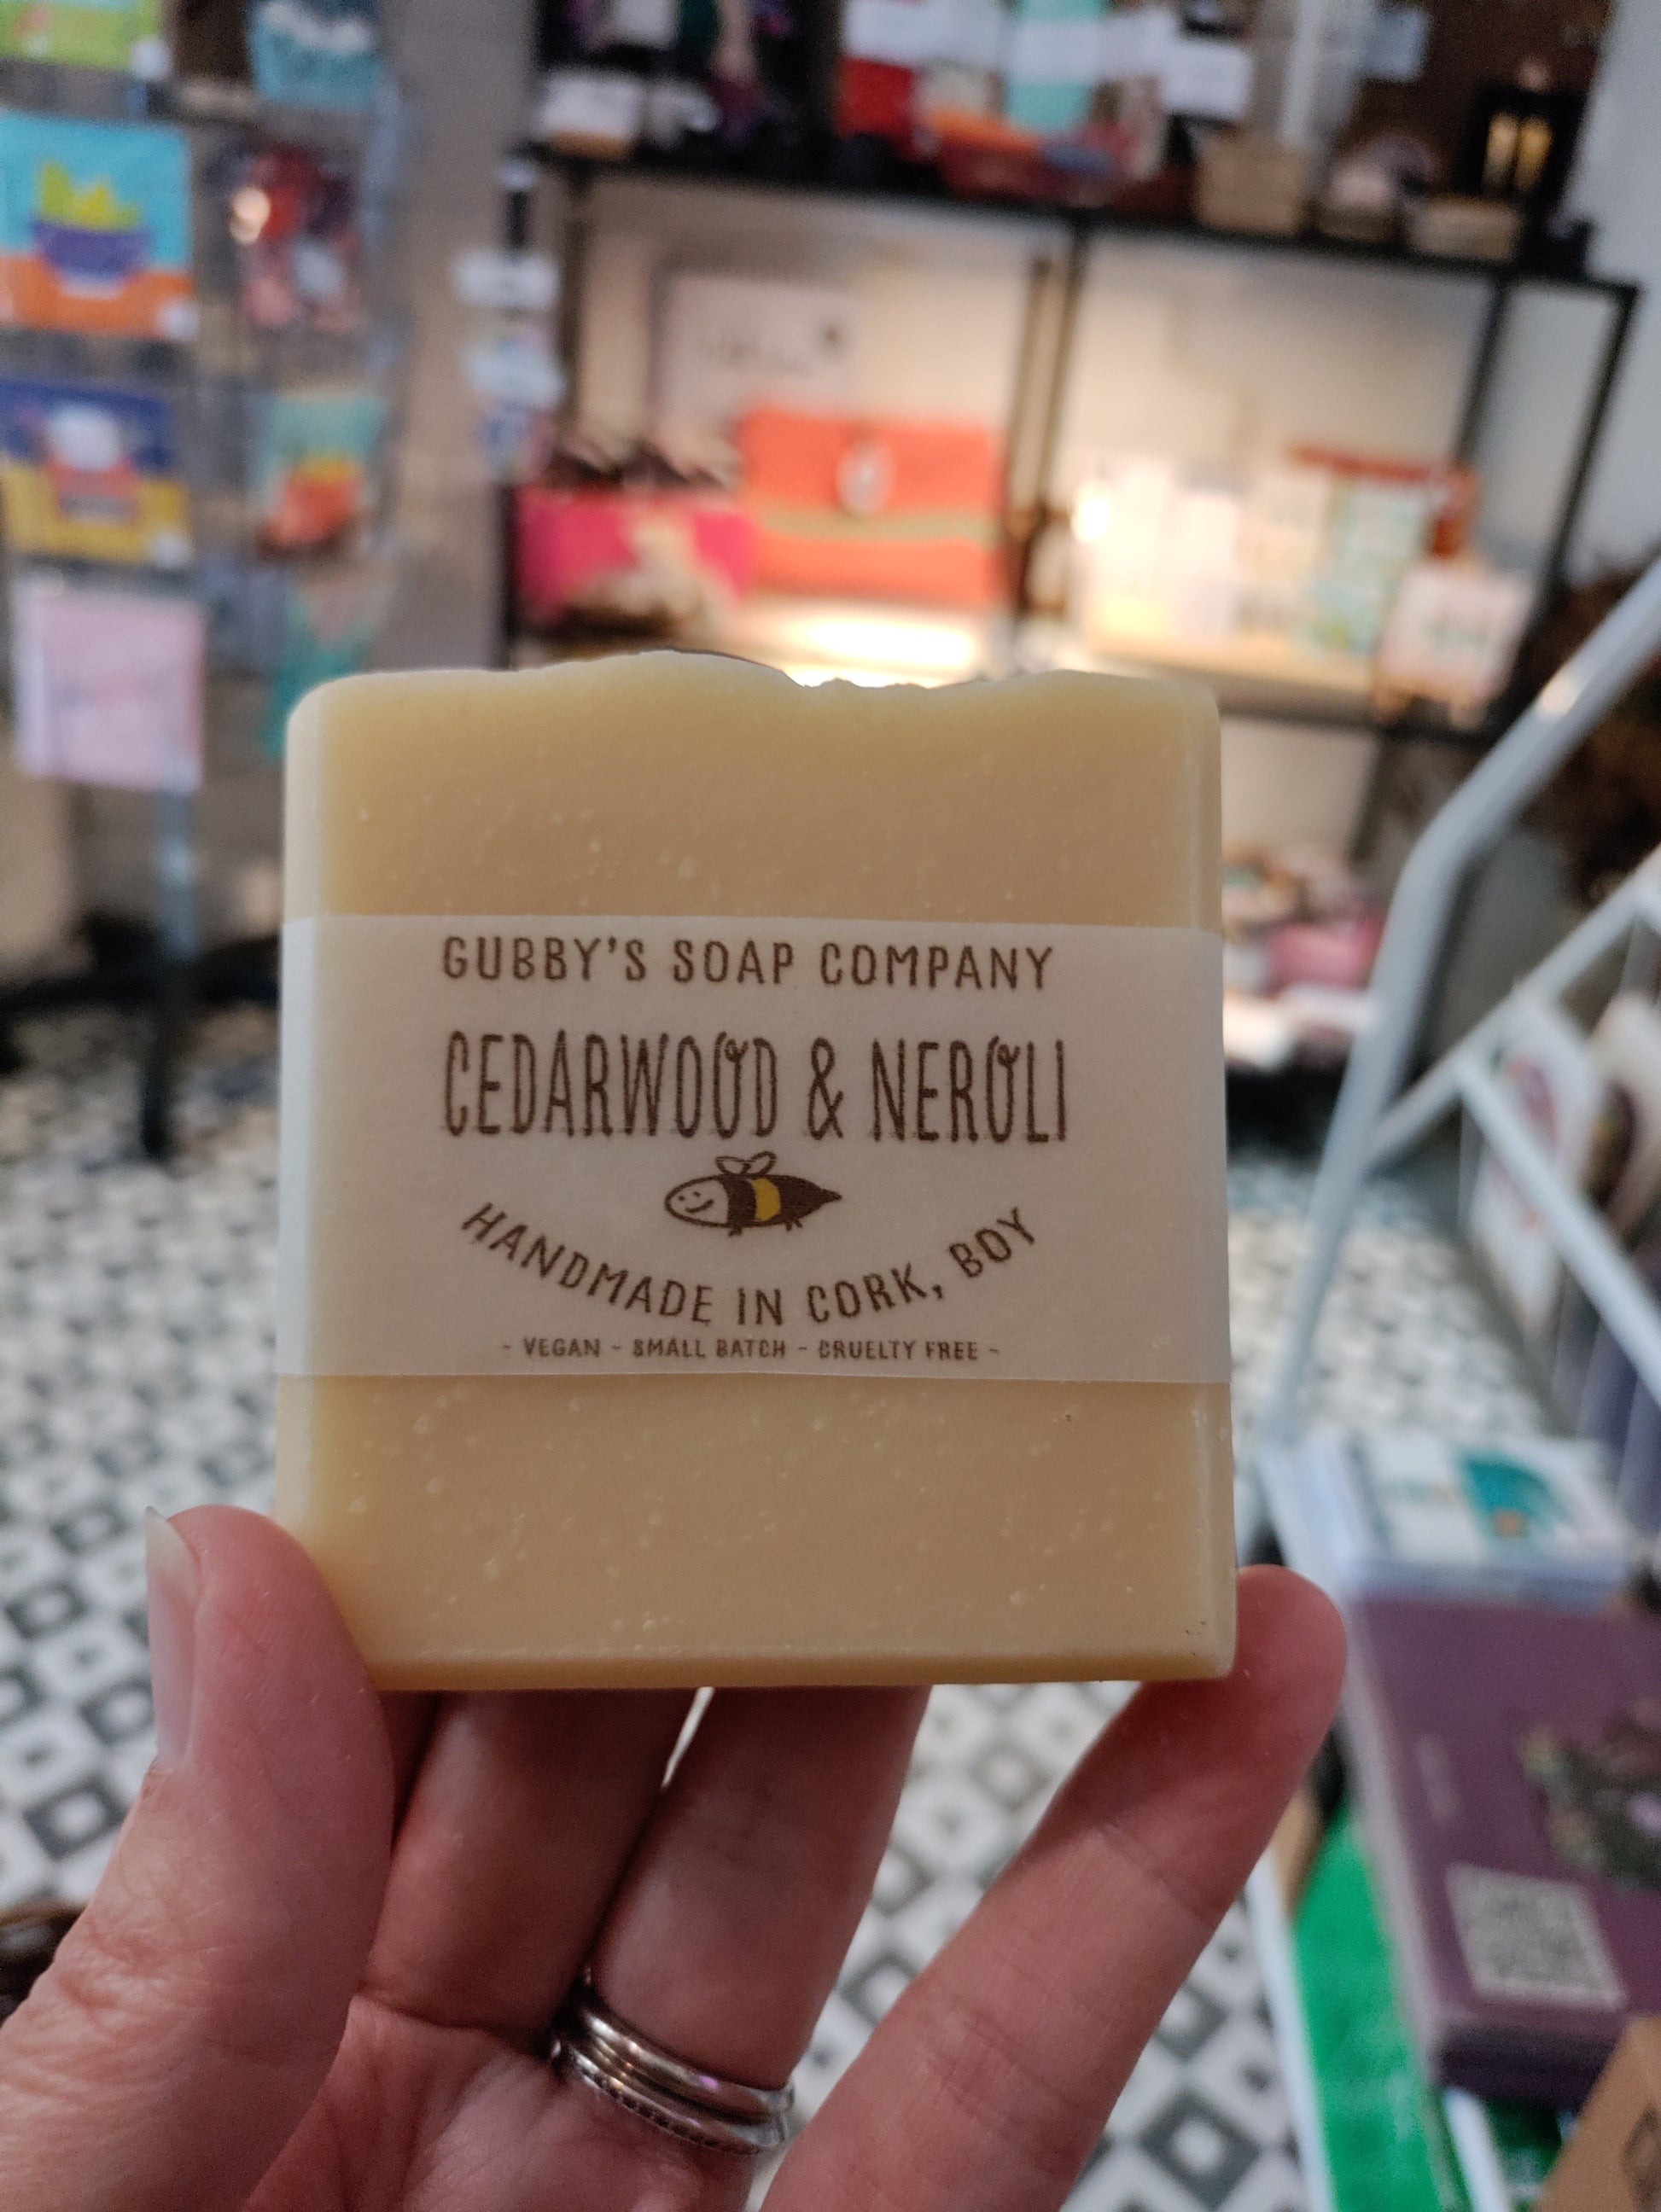 GUBBY'S SOAP COMPANY
CEDARWOOD & NEROLI
HANDMADE IN CORK, BOY
- VEGAN - SMALL BATCH - CRUELTY FREE -